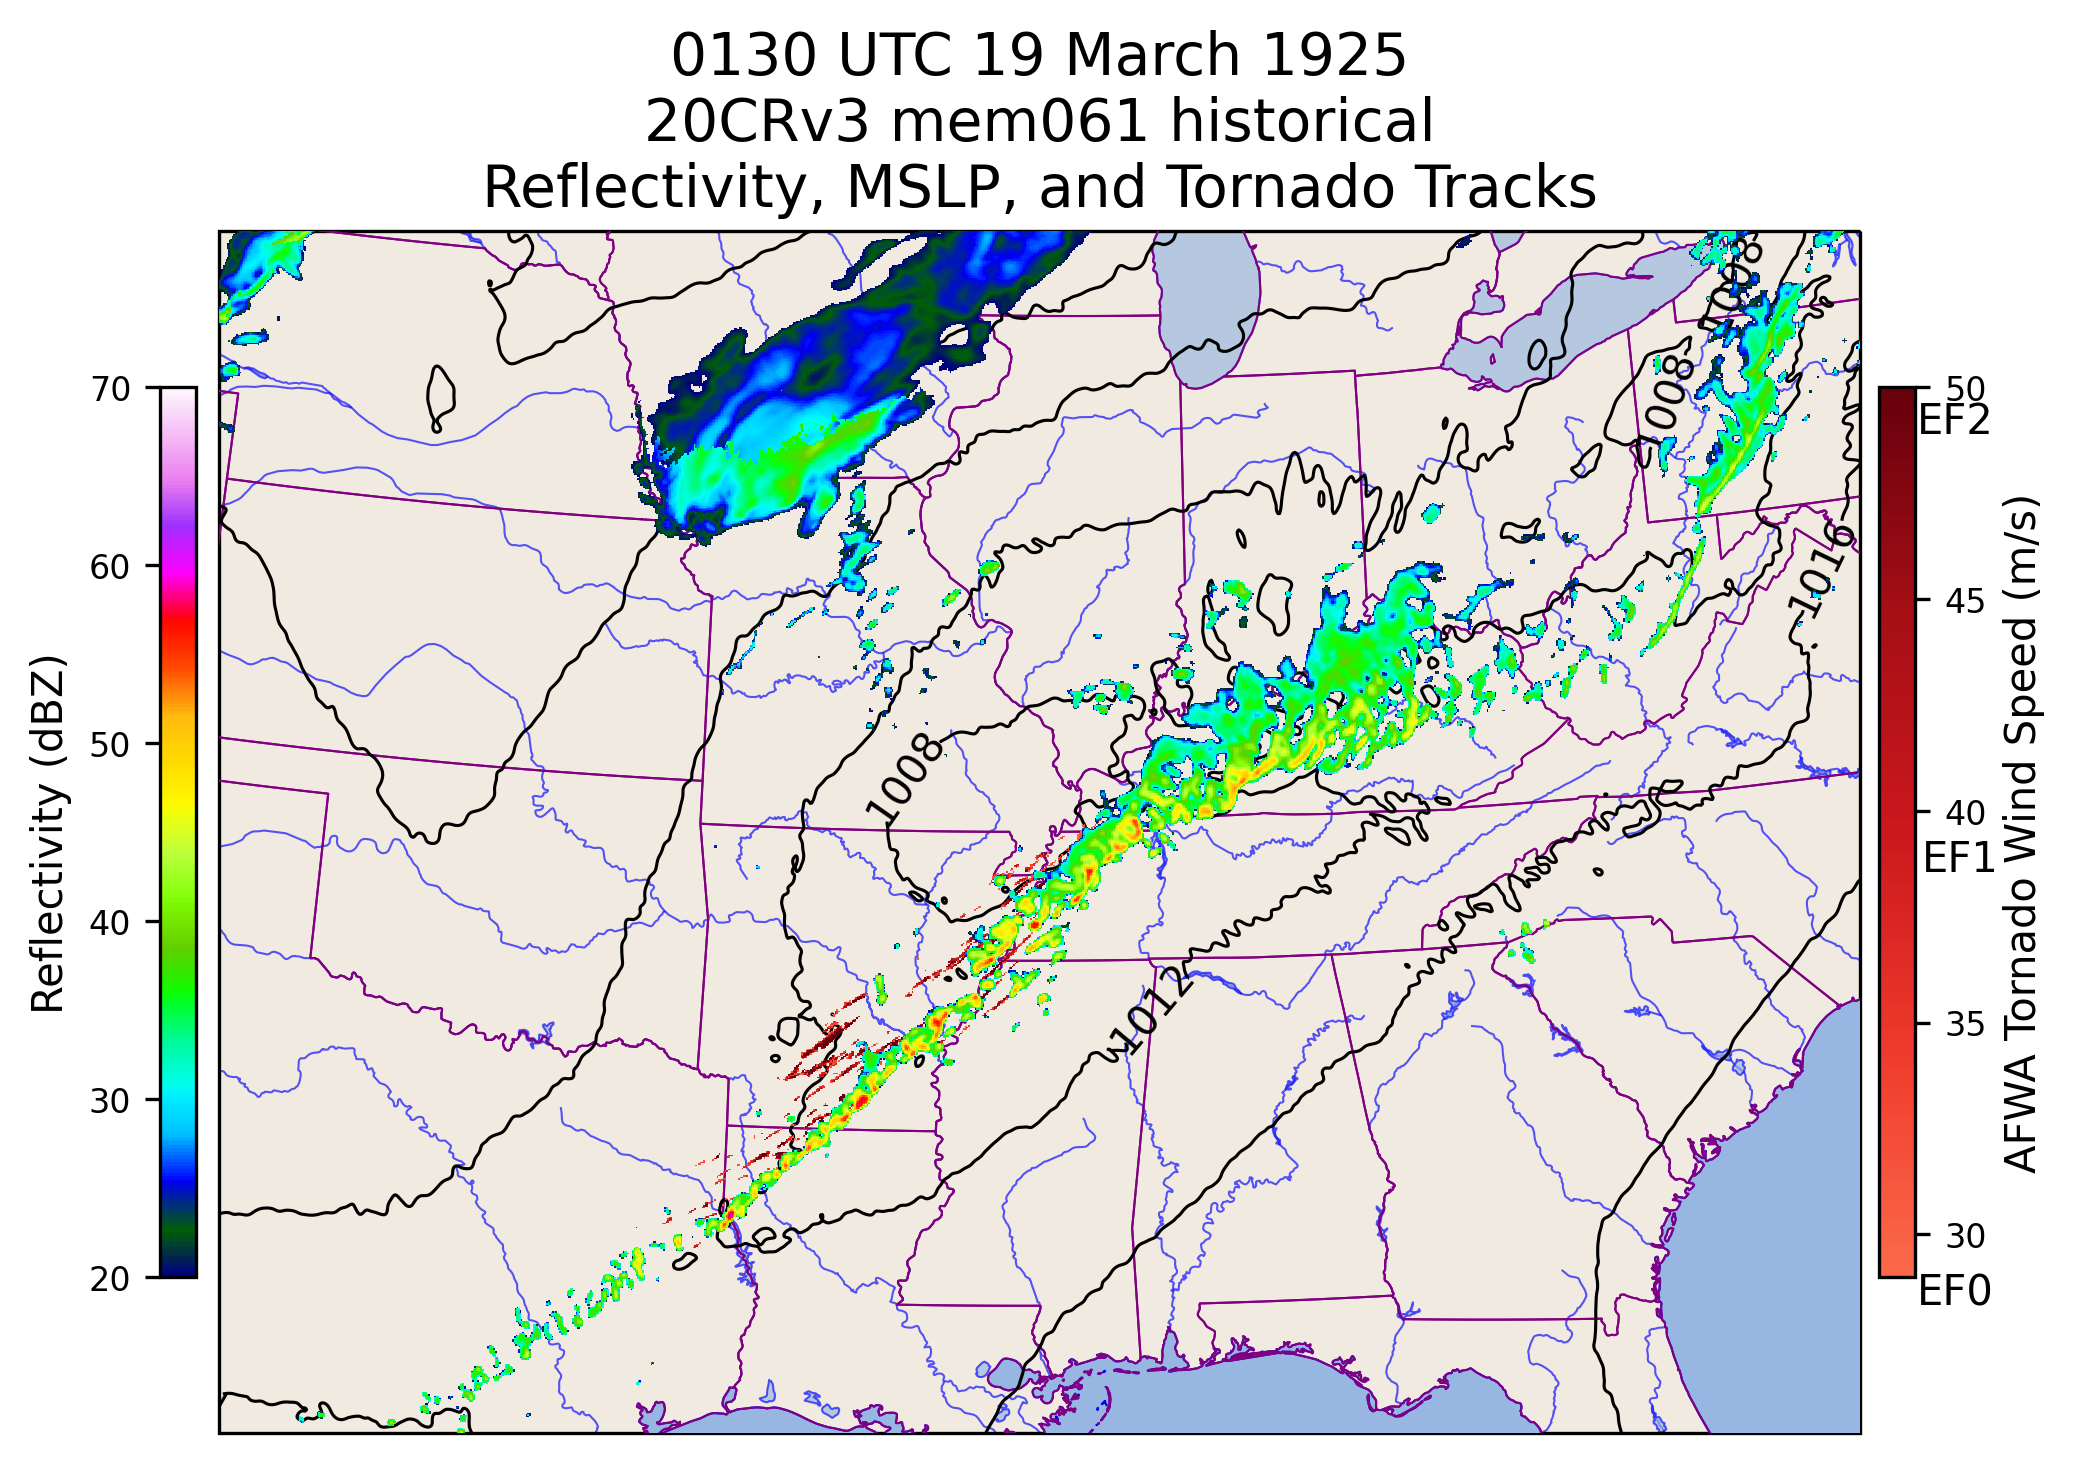 0130 UTC 19 March 1925
20CRv3 mem061 historical
Reflectivity, MSLP, and Tornado Tracks
Reflectivity (dBZ)
70
60
50
40
30
20
1008
1008
1016
1008
1012
50
EF2
45
40
EF1
35
30
EF0
AFWA Tornado Wind Speed (m/s)